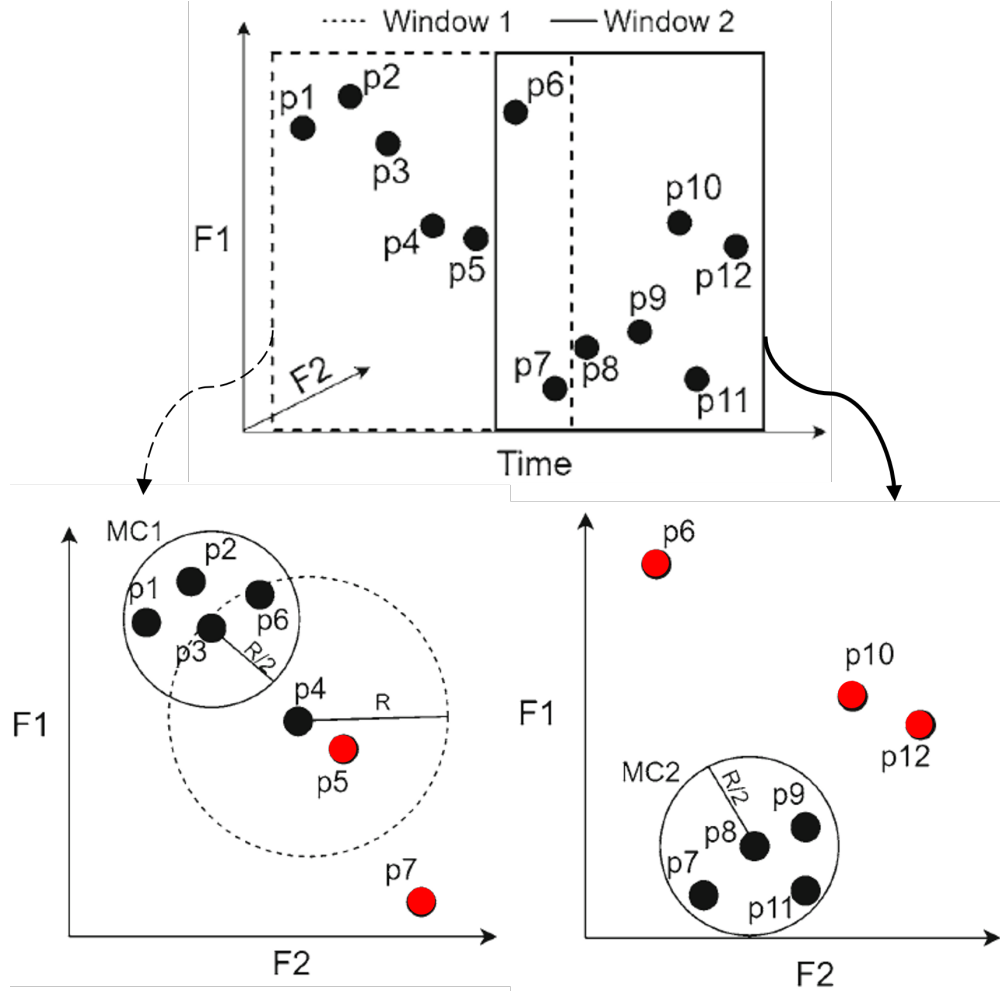 Window 1 Window 2
p1
p2
p3
p4
p5
p6
p7
p8
p9
p10
p11
p12
F1
F2
Time
MC1
p1
p2
p3
p6
R/2
p4
R
p5
p7
F1
F2
p6
p10
p12
F1
MC2
R/2
p8
p9
p7
p11
F2